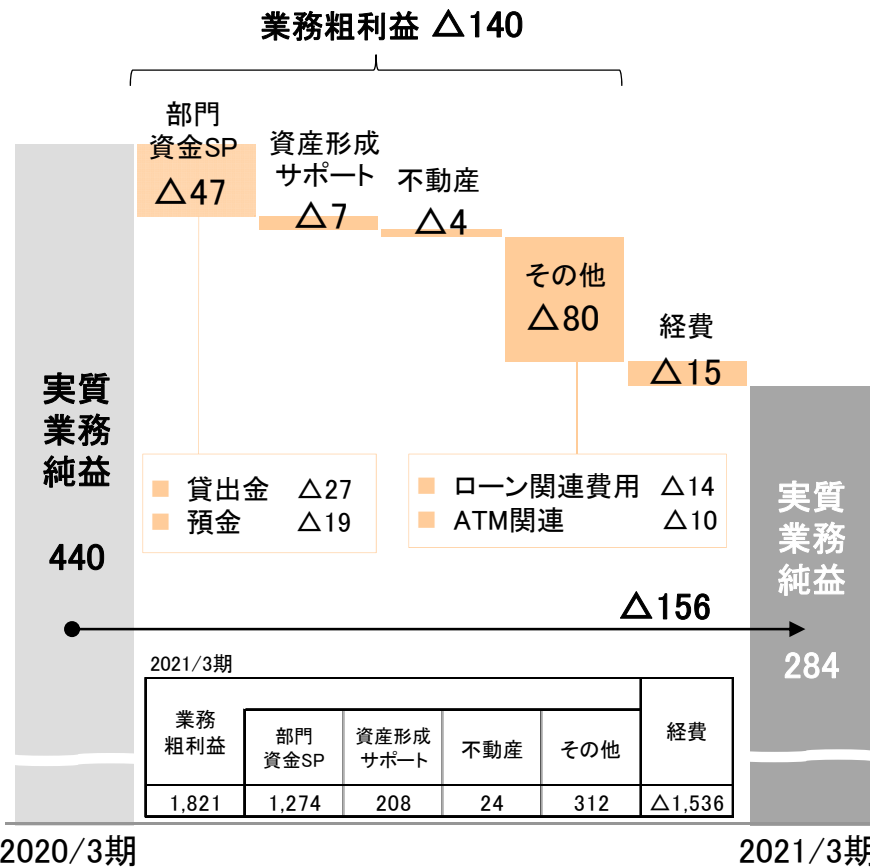 業務粗利益 △140
部門
資金SP
△47
資産形成
サポート
△7
不動産
△4
その他
△80
経費
△15
実質
業務
純益
440
■ 貸出金 △27
■ 預金 △19
■ ローン関連費用 △14
■ ATM関連 △10
実質
業務
純益
284
△156
2021/3期
業務
粗利益
部門
資金SP
資産形成
サポート
不動産
その他
経費
1,821 1,274 208 24 312 △1,536
2020/3期
2021/3期